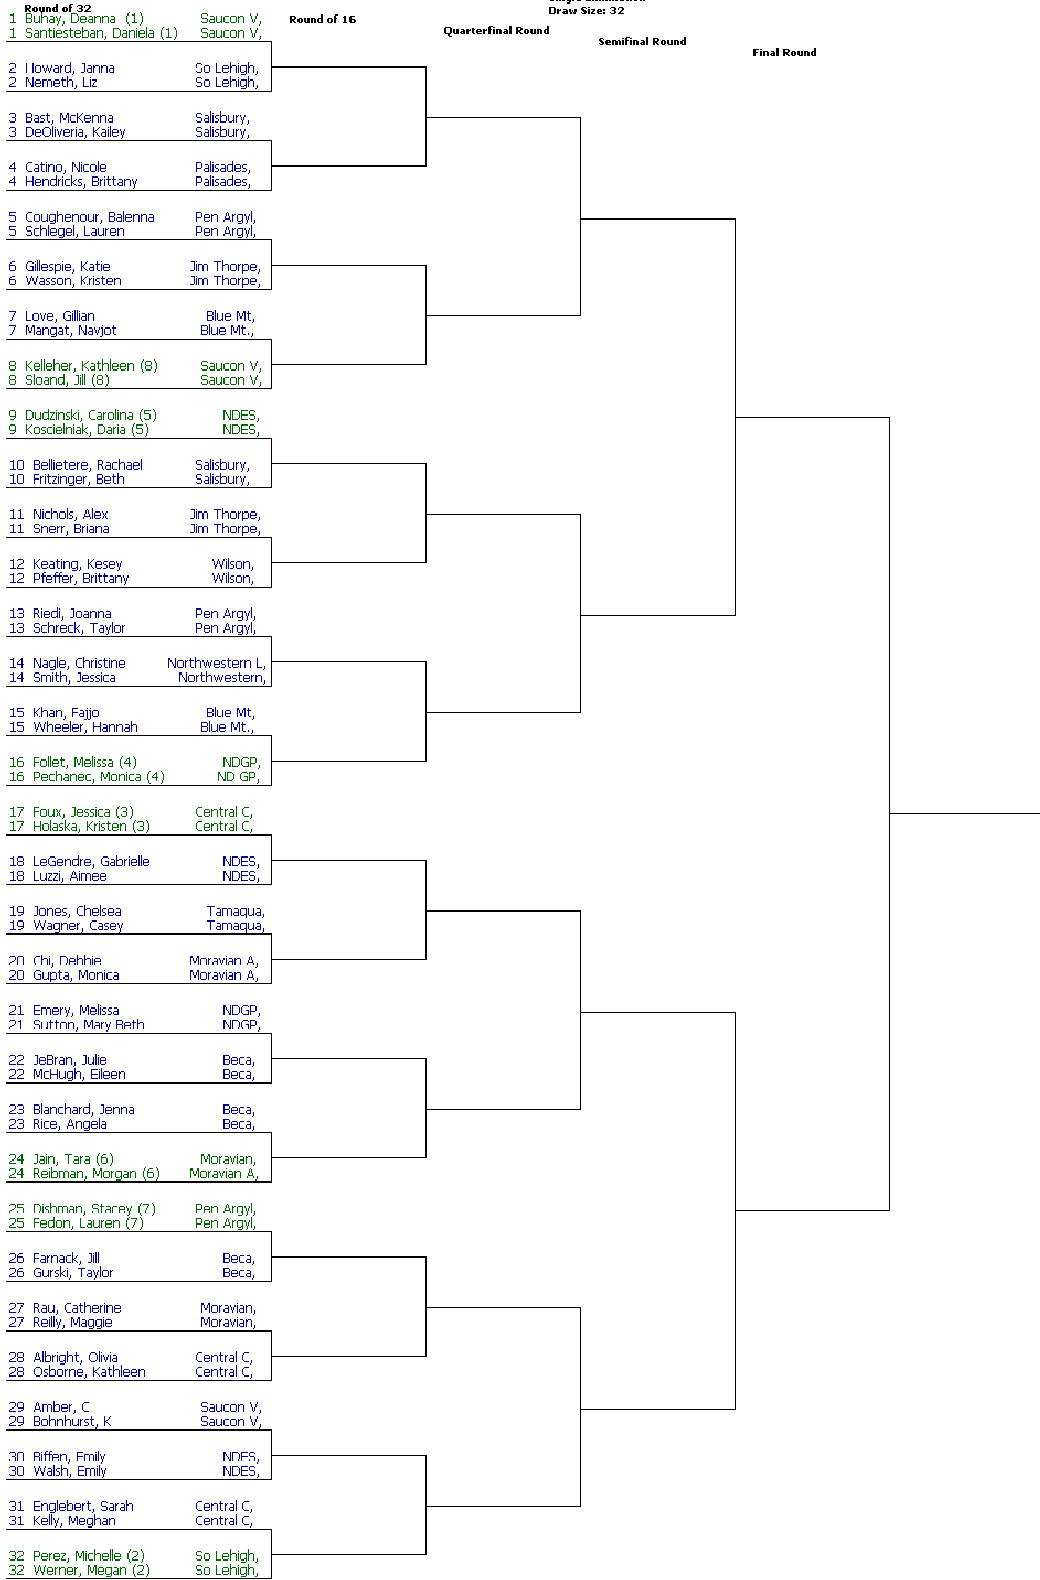 Round of 32
Draw Size: 32
Round of 16
Quarterfinal Round
Semifinal Round
Final Round
1 Buhay, Deanna (1) Saucon V,
1 Santiesteban, Daniela (1) Saucon V,
2 Howard, Janna So Lehigh,
2 Nemeth, Liz So Lehigh,
3 Bast, McKenna Salisbury,
3 DeOliveria, Kailey Salisbury,
4 Catino, Nicole Palisades,
4 Hendricks, Brittany Palisades,
5 Coughenour, Balenna Pen Argyl,
5 Schlegel, Lauren Pen Argyl,
6 Gillespie, Katie Jim Thorpe,
6 Wasson, Kristen Jim Thorpe,
7 Love, Gillian Blue Mt,
7 Mangat, Navjot Blue Mt.,
8 Kelleher, Kathleen (8) Saucon V,
8 Sloand, Jill (8) Saucon V,
9 Dudzinski, Carolina (5) NDES,
9 Koscielniak, Daria (5) NDES,
10 Bellietere, Rachael Salisbury,
10 Fritzinger, Beth Salisbury,
11 Nichols, Alex Jim Thorpe,
11 Snerr, Briana Jim Thorpe,
12 Keating, Kesey Wilson,
12 Pfeffer, Brittany Wilson,
13 Riedi, Joanna Pen Argyl,
13 Schreck, Taylor Pen Argyl,
14 Nagle, Christine Northwestern L,
14 Smith, Jessica Northwestern,
15 Khan, Fajjo Blue Mt,
15 Wheeler, Hannah Blue Mt.,
16 Follet, Melissa (4) NDGP,
16 Pechanec, Monica (4) ND GP,
17 Foux, Jessica (3) Central C,
17 Holaska, Kristen (3) Central C,
18 LeGendre, Gabrielle NDES,
18 Luzzi, Aimee NDES,
19 Jones, Chelsea Tamaqua,
19 Wagner, Casey Tamaqua,
20 Chi, Debbie Moravian A,
20 Gupta, Monica Moravian A,
21 Emery, Melissa NDGP,
21 Sutton, Mary Beth NDGP,
22 JeBran, Julie Beca,
22 McHugh, Eileen Beca,
23 Blanchard, Jenna Beca,
23 Rice, Angela Beca,
24 Jain, Tara (6) Moravian,
24 Reibman, Morgan (6) Moravian A,
25 Dishman, Stacey (7) Pen Argyl,
25 Fedon, Lauren (7) Pen Argyl,
26 Farnack, Jill Beca,
26 Gurski, Taylor Beca,
27 Rau, Catherine Moravian,
27 Reilly, Maggie Moravian,
28 Albright, Olivia Central C,
28 Osborne, Kathleen Central C,
29 Amber, C Saucon V,
29 Bohnhurst, K Saucon V,
30 Biffen, Emily NDES,
30 Walsh, Emily NDES,
31 Englebert, Sarah Central C,
31 Kelly, Meghan Central C,
32 Perez, Michelle (2) So Lehigh,
32 Werner, Megan (2) So Lehigh,